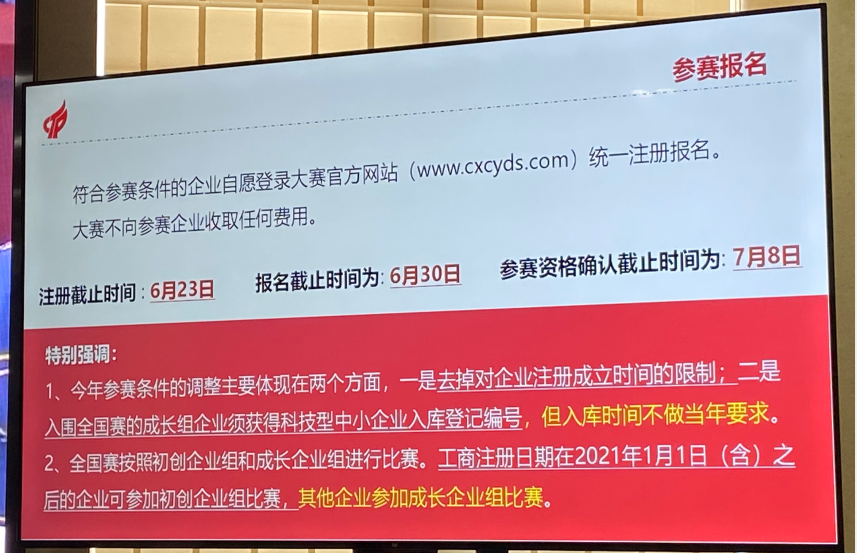 参赛报名
符合参赛条件的企业自愿登录大赛官方网站（www.cxcyds.com）统一注册报名。
大赛不向参赛企业收取任何费用。
注册截止时间：6月23日 报名截止时间为: 6月30日 参赛资格确认截止时间为: 7月8日
特别强调：
1、今年参赛条件的调整主要体现在两个方面，一是去掉对企业注册成立时间的限制；二是
入围全国赛的成长组企业须获得科技型中小企业入库登记编号，但入库时间不做当年要求。
2、全国赛按照初创企业组和成长企业组进行比赛。工商注册日期在2021年1月1日（含）之
后的企业可参加初创企业组比赛，其他企业参加成长企业组比赛。